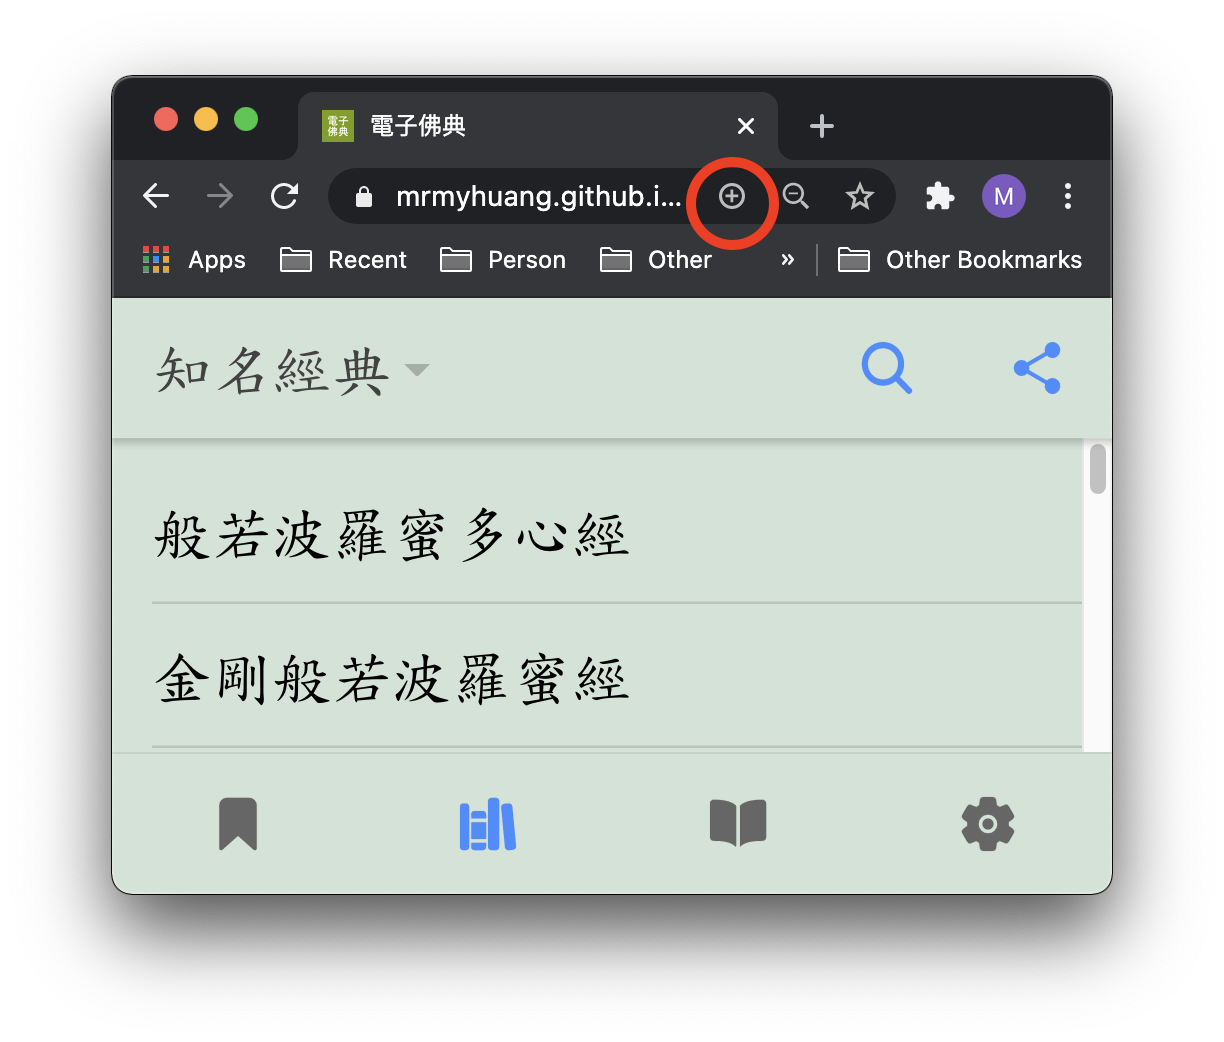 電子
佛典
電子佛典
mrmyhuang.github.i...
M
Apps
Recent
Person
Other
»
Other Bookmarks
知名經典
般若波羅蜜多心經
金剛般若波羅蜜經